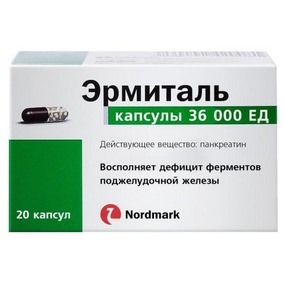 Эрмиталь
капсулы 36 000 ЕД
Действующее вещество: панкреатин
Восполняет дефицит ферментов
поджелудочной железы
20 капсул
Nordmark